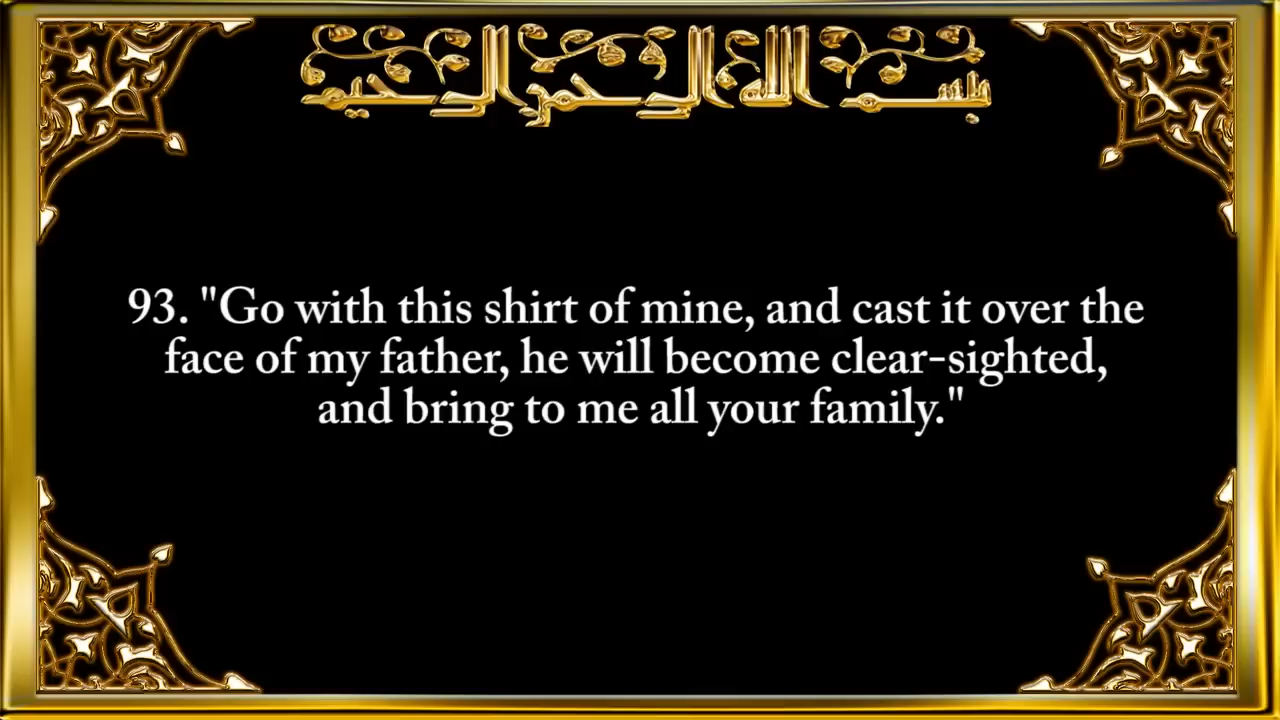 بسم الله الرحمن الرحيم
93. "Go with this shirt of mine, and cast it over the
face of my father, he will become clear-sighted,
and bring to me all your family."